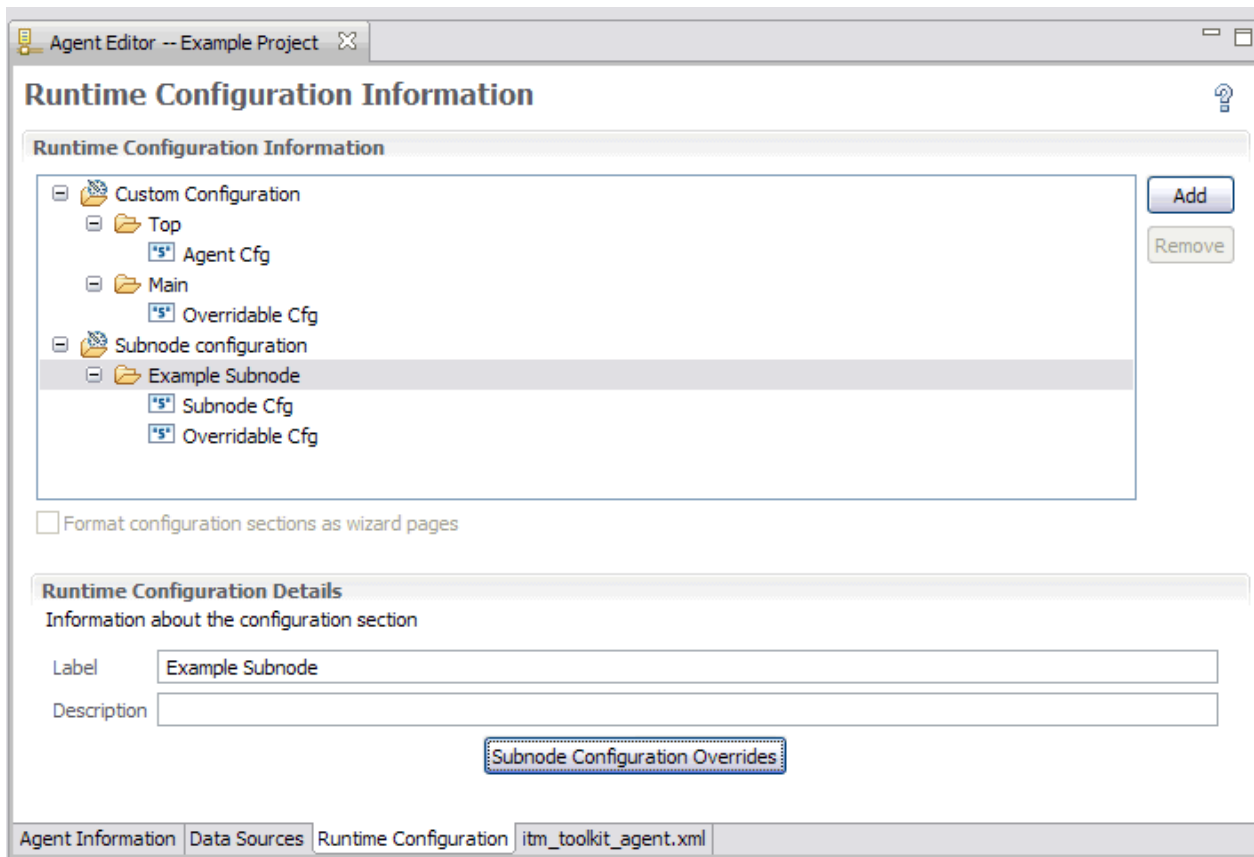 Agent Editor -- Example Project
Runtime Configuration Information
Runtime Configuration Information
Custom Configuration
Add
Top
"S" Agent Cfg
Remove
Main
"S" Overridable Cfg
Subnode configuration
Example Subnode
"S" Subnode Cfg
"S" Overridable Cfg
Format configuration sections as wizard pages
Runtime Configuration Details
Information about the configuration section
Label Example Subnode
Description
Subnode Configuration Overrides
Agent Information Data Sources Runtime Configuration itm_toolkit_agent.xml